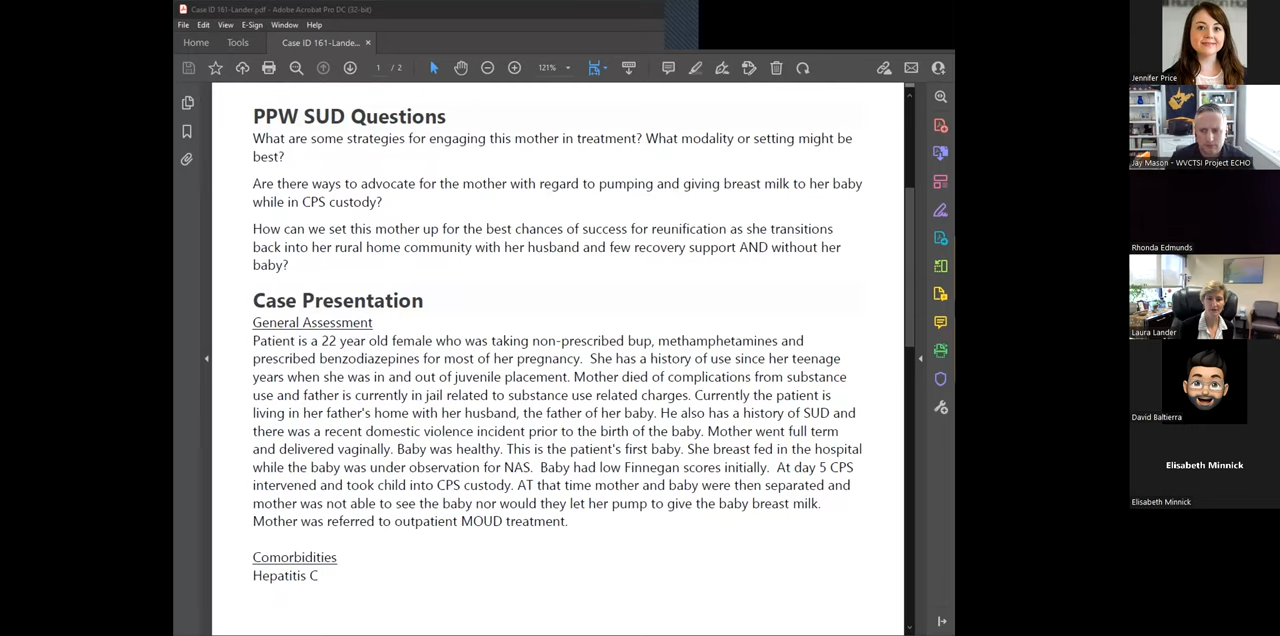 Case ID 161-Lander.pdf - Adobe Acrobat Pro DC (32-bit)
File Edit View E-Sign Window Help
Home Tools Case ID 161-Lande... ×
1 / 2 121%
PPW SUD Questions
What are some strategies for engaging this mother in treatment? What modality or setting might be
best?
Are there ways to advocate for the mother with regard to pumping and giving breast milk to her baby
while in CPS custody?
How can we set this mother up for the best chances of success for reunification as she transitions
back into her rural home community with her husband and few recovery support AND without her
baby?
Case Presentation
General Assessment
Patient is a 22 year old female who was taking non-prescribed bup, methamphetamines and
prescribed benzodiazepines for most of her pregnancy. She has a history of use since her teenage
years when she was in and out of juvenile placement. Mother died of complications from substance
use and father is currently in jail related to substance use related charges. Currently the patient is
living in her father's home with her husband, the father of her baby. He also has a history of SUD and
there was a recent domestic violence incident prior to the birth of the baby. Mother went full term
and delivered vaginally. Baby was healthy. This is the patient's first baby. She breast fed in the hospital
while the baby was under observation for NAS. Baby had low Finnegan scores initially. At day 5 CPS
intervened and took child into CPS custody. AT that time mother and baby were then separated and
mother was not able to see the baby nor would they let her pump to give the baby breast milk.
Mother was referred to outpatient MOUD treatment.
Comorbidities
Hepatitis C
Jennifer Price
Jay Mason - WVCTSI Project ECHO
Rhonda Edmunds
Laura Lander
David Baltierra
Elisabeth Minnick
Elisabeth Minnick